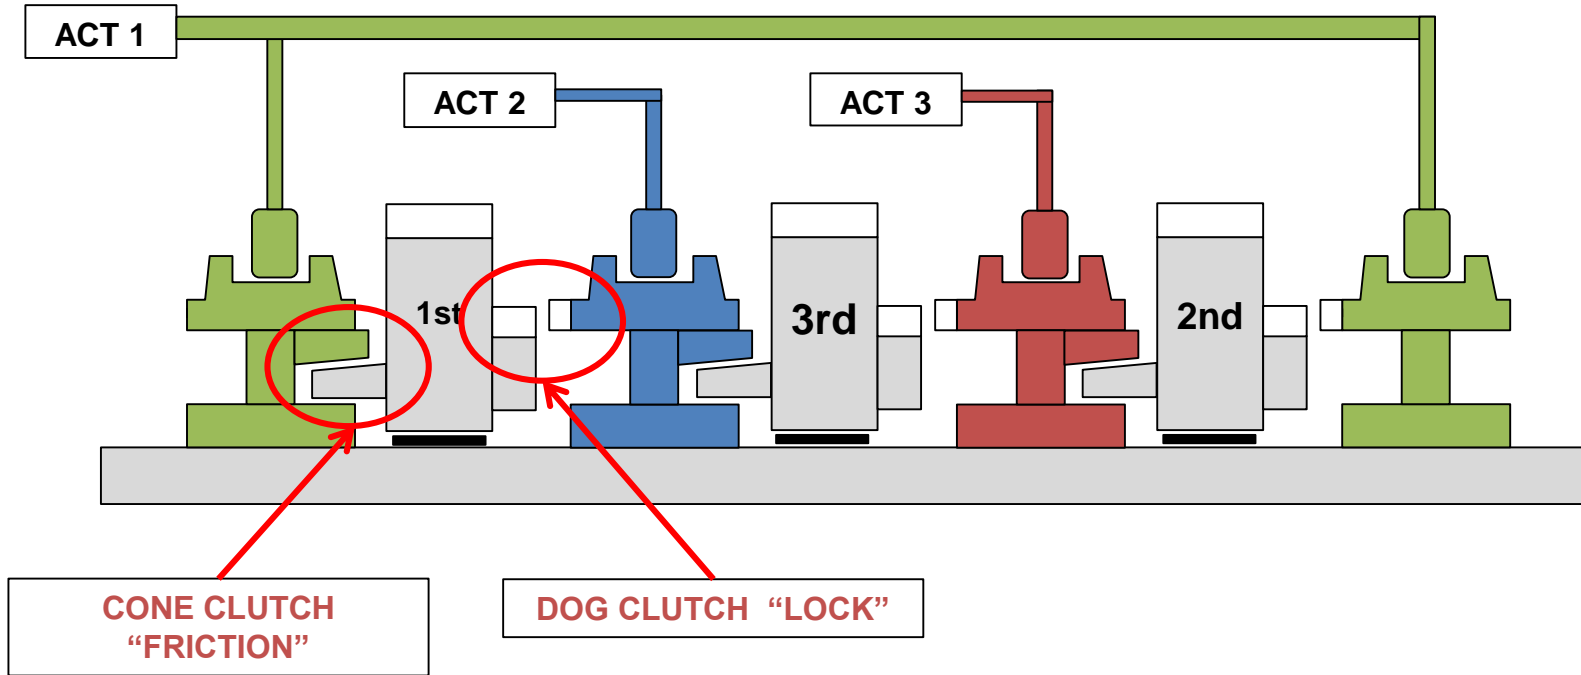 ACT 1
ACT 2
ACT 3
1st
3rd
2nd
CONE CLUTCH
“FRICTION”
DOG CLUTCH “LOCK”